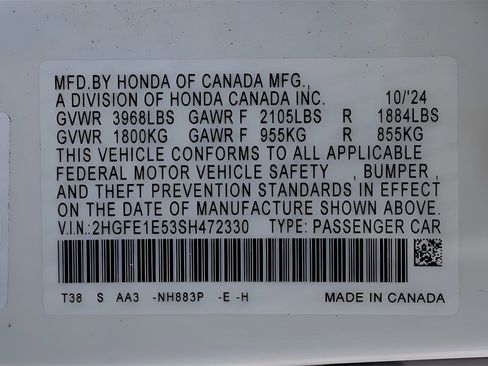 MFD.BY HONDA OF CANADA MFG.,
A DIVISION OF HONDA CANADA INC. 10/'24
GVWR 3968LBS GAWR F 2105LBS R 1884LBS
GVWR 1800KG GAWR F 955KG R 855KG
THIS VEHICLE CONFORMS TO ALL APPLICABLE
FEDERAL MOTOR VEHICLE SAFETY , BUMPER ,
AND THEFT PREVENTION STANDARDS IN EFFECT
ON THE DATE OF MANUFACTURE SHOWN ABOVE.
V.I.N.:2HGFE1E53SH472330 TYPE: PASSENGER CAR
T38 S AA3 -NH883P -E -H MADE IN CANADA